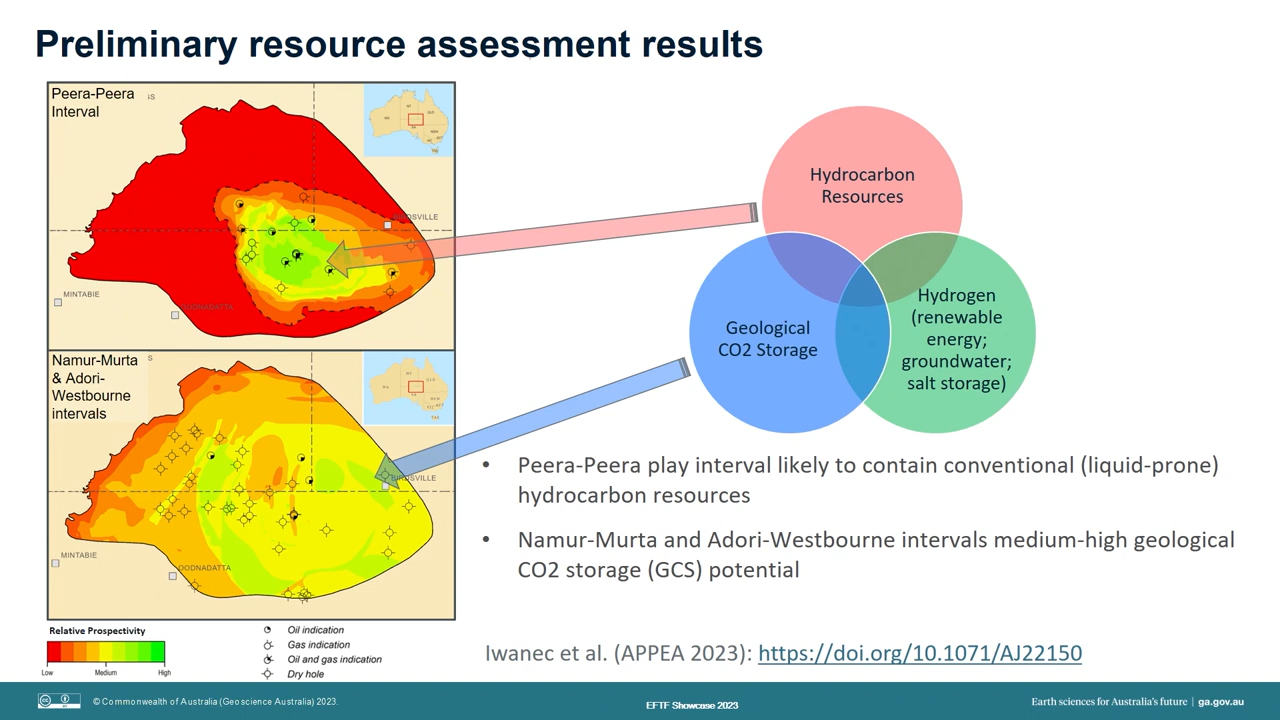 Preliminary resource assessment results
Peera-Peera
Interval
MINTABIE
OODNADATTA
BIRDSVILLE
Namur-Murta
& Adori-
Westbourne
intervals
BIRDSVILLE
MINTABIE
OODNADATTA
Relative Prospectivity
Low
Medium
High
Oil indication
Gas indication
Oil and gas indication
Dry hole
Hydrocarbon
Resources
Geological
CO2 Storage
Hydrogen
(renewable
energy;
groundwater;
salt storage)
• Peera-Peera play interval likely to contain conventional (liquid-prone)
hydrocarbon resources
• Namur-Murta and Adori-Westbourne intervals medium-high geological
CO2 storage (GCS) potential
Iwanec et al. (APPEA 2023): https://doi.org/10.1071/AJ22150
© Commonwealth of Australia (Geoscience Australia) 2023.
EFTF Showcase 2023
Earth sciences for Australia's future | ga.gov.au